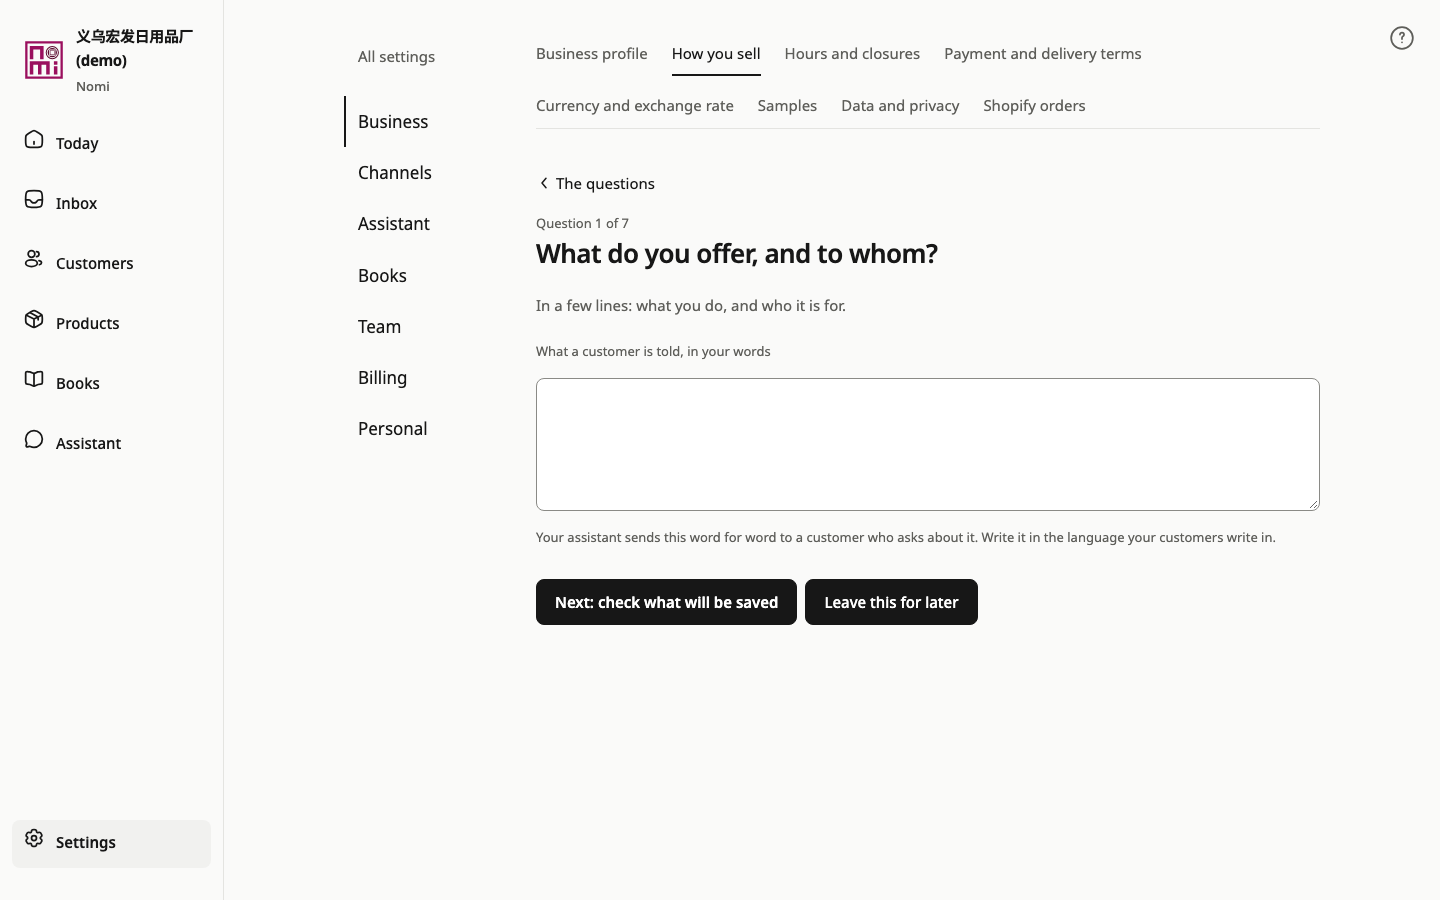 义乌宏发日用品厂
(demo)
Nomi
Today
Inbox
Customers
Products
Books
Assistant
Settings
All settings
Business
Channels
Assistant
Books
Team
Billing
Personal
Business profile How you sell Hours and closures Payment and delivery terms
Currency and exchange rate Samples Data and privacy Shopify orders
The questions
Question 1 of 7
What do you offer, and to whom?
In a few lines: what you do, and who it is for.
What a customer is told, in your words
Your assistant sends this word for word to a customer who asks about it. Write it in the language your customers write in.
Next: check what will be saved Leave this for later